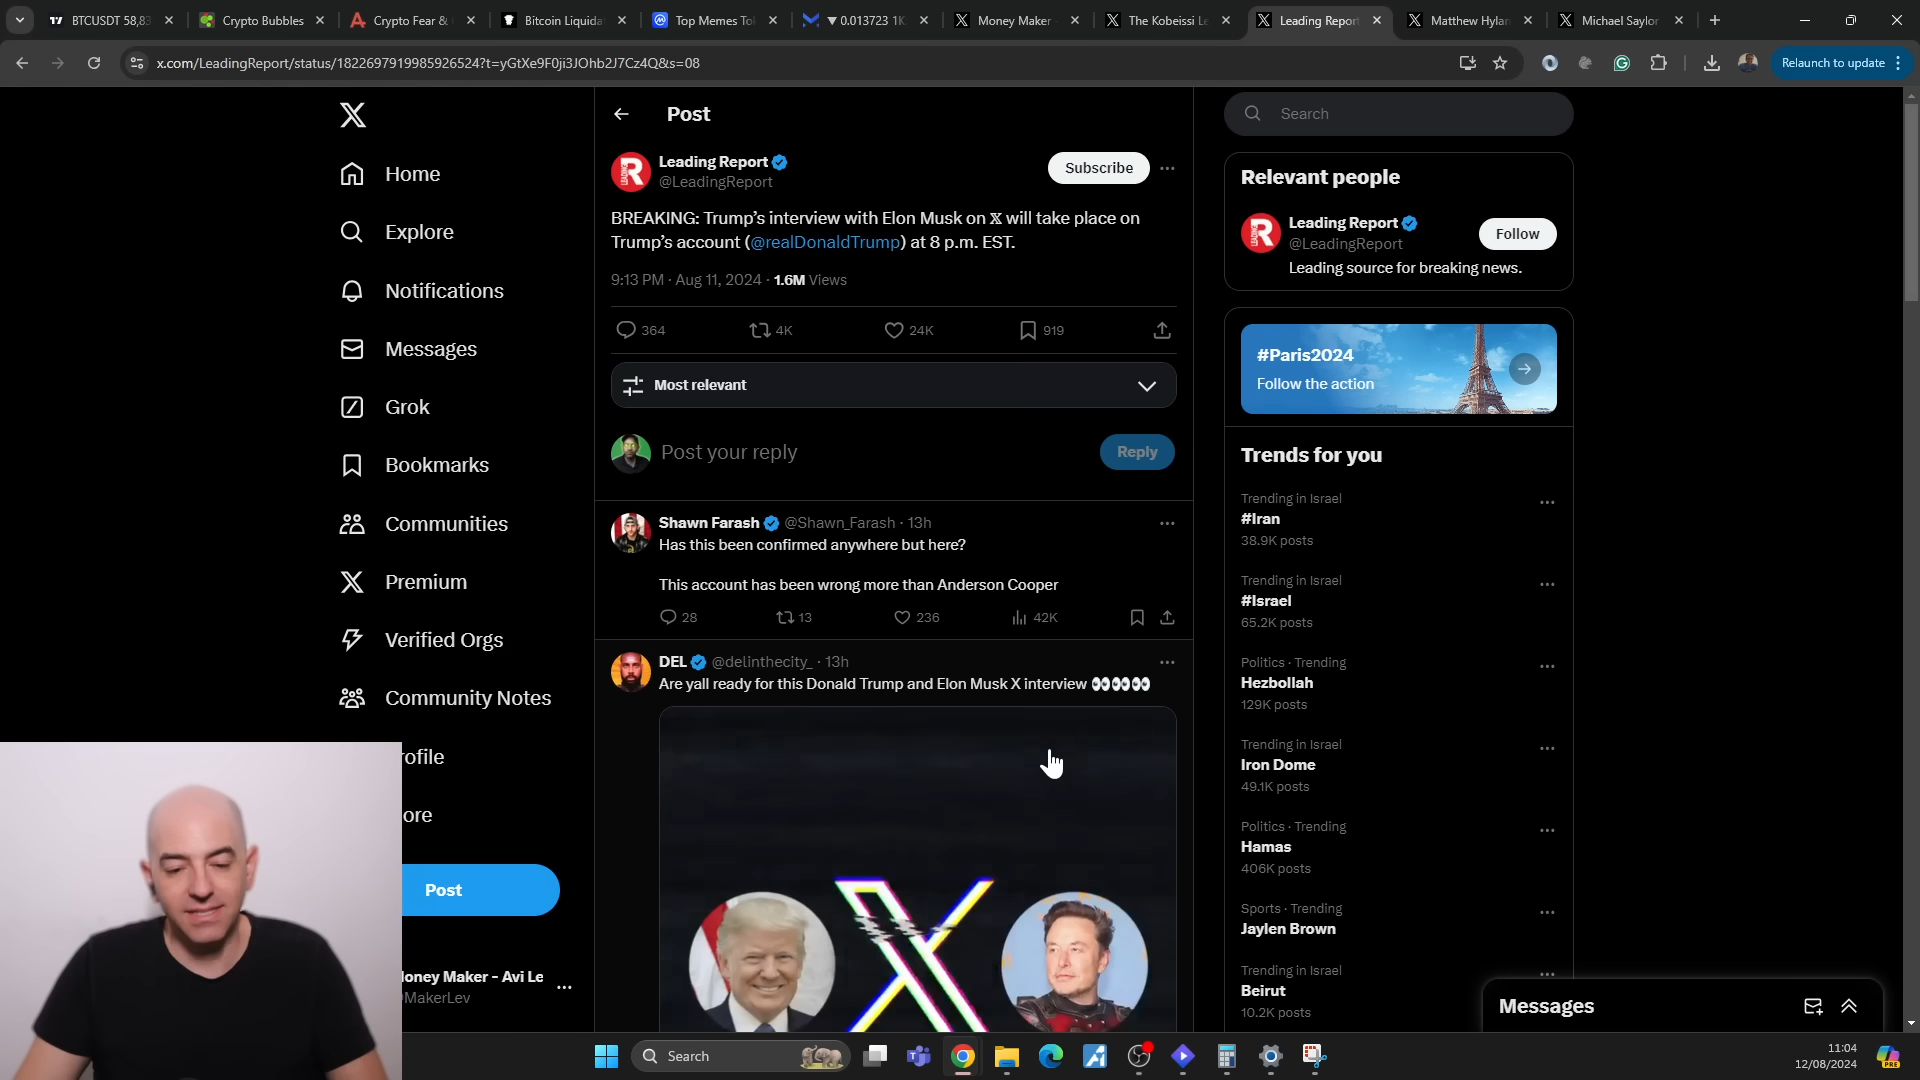 BTCUSDT 58,83
Crypto Bubbles
Crypto Fear &
Bitcoin Liquida
Top Memes To
▼ 0.013723 1K
Money Maker
The Kobeissi Le
Leading Report
Matthew Hylan
Michael Saylor
x.com/LeadingReport/status/1822697919985926524?t=yGtXe9F0ji3JOhb2J7Cz4Q&s=08
Relaunch to update
Home
Explore
Notifications
Messages
Grok
Bookmarks
Communities
Premium
Verified Orgs
Community Notes
rofile
ore
Post
oney Maker - Avi Le
MakerLev
Post
Leading Report
@LeadingReport
Subscribe
BREAKING: Trump's interview with Elon Musk on 𝕏 will take place on
Trump's account (@realDonaldTrump) at 8 p.m. EST.
9:13 PM · Aug 11, 2024 · 1.6M Views
364 4K 24K 919
Most relevant
Post your reply
Reply
Shawn Farash @Shawn_Farash · 13h
Has this been confirmed anywhere but here?
This account has been wrong more than Anderson Cooper
28 13 236 42K
DEL @delinthecity_ · 13h
Are yall ready for this Donald Trump and Elon Musk X interview 👀👀👀
Search
Relevant people
Leading Report
@LeadingReport
Follow
Leading source for breaking news.
#Paris2024
Follow the action
Trends for you
Trending in Israel
#Iran
38.9K posts
Trending in Israel
#Israel
65.2K posts
Politics · Trending
Hezbollah
129K posts
Trending in Israel
Iron Dome
49.1K posts
Politics · Trending
Hamas
406K posts
Sports · Trending
Jaylen Brown
Trending in Israel
Beirut
10.2K posts
Messages
Search
11:04
12/08/2024